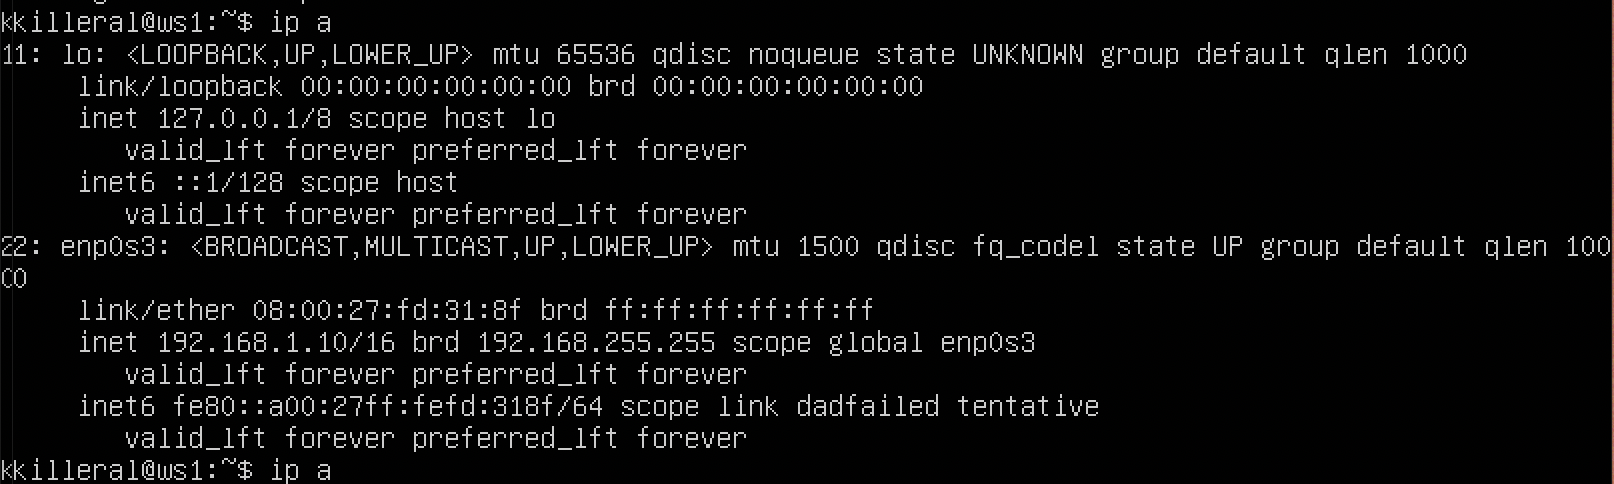 kkilleral@ws1:~$ ip a
11: lo: <LOOPBACK,UP,LOWER_UP> mtu 65536 qdisc noqueue state UNKNOWN group default qlen 1000
link/loopback 00:00:00:00:00:00 brd 00:00:00:00:00:00
inet 127.0.0.1/8 scope host lo
valid_lft forever preferred_lft forever
inet6 ::1/128 scope host
valid_lft forever preferred_lft forever
22: enp0s3: <BROADCAST,MULTICAST,UP,LOWER_UP> mtu 1500 qdisc fq_codel state UP group default qlen 100
00
link/ether 08:00:27:fd:31:8f brd ff:ff:ff:ff:ff:ff
inet 192.168.1.10/16 brd 192.168.255.255 scope global enp0s3
valid_lft forever preferred_lft forever
inet6 fe80::a00:27ff:fefd:318f/64 scope link dadfailed tentative
valid_lft forever preferred_lft forever
kkilleral@ws1:~$ ip a